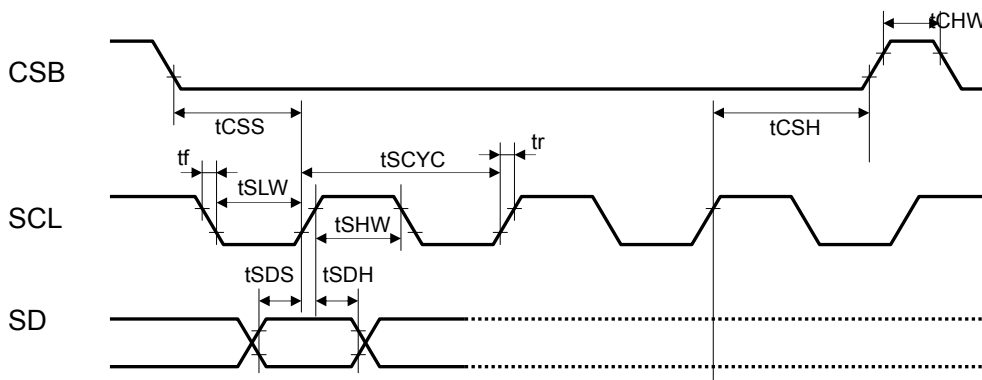 tCHW
CSB
tCSS
tCSH
tf
tSCYC
tr
tSLW
SCL
tSHW
tSDS
tSDH
SD